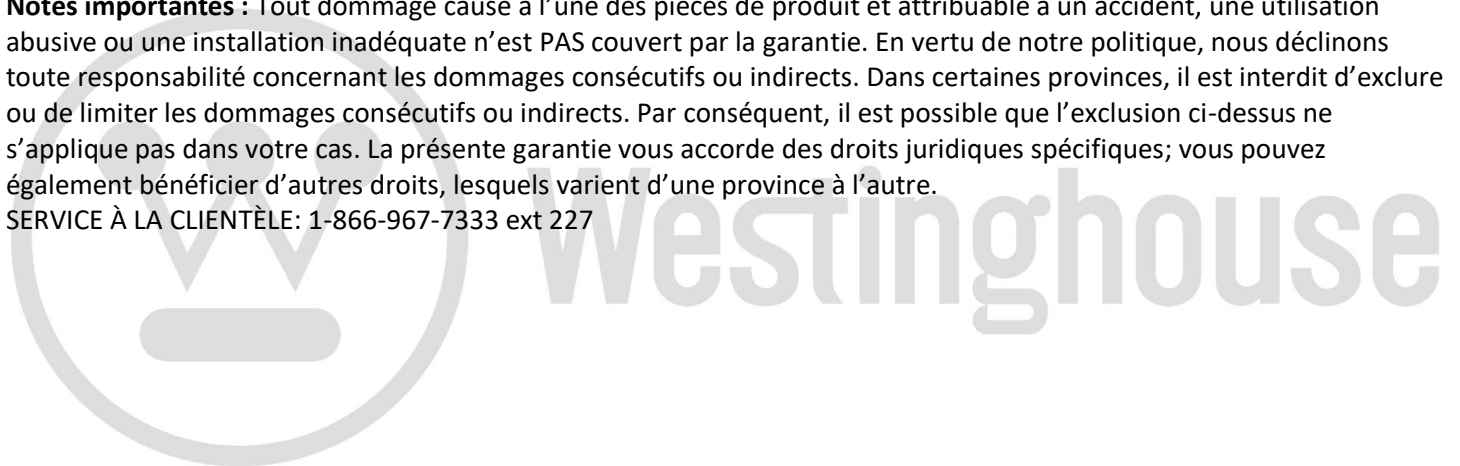 Notes importantes : Tout dommage causé à l’une des pièces de produit et attribuable à un accident, une utilisation
abusive ou une installation inadéquate n’est PAS couvert par la garantie. En vertu de notre politique, nous déclinons
toute responsabilité concernant les dommages consécutifs ou indirects. Dans certaines provinces, il est interdit d’exclure
ou de limiter les dommages consécutifs ou indirects. Par conséquent, il est possible que l’exclusion ci-dessus ne
s’applique pas dans votre cas. La présente garantie vous accorde des droits juridiques spécifiques; vous pouvez
également bénéficier d’autres droits, lesquels varient d’une province à l’autre.
SERVICE À LA CLIENTÈLE: 1-866-967-7333 ext 227
Westinghouse